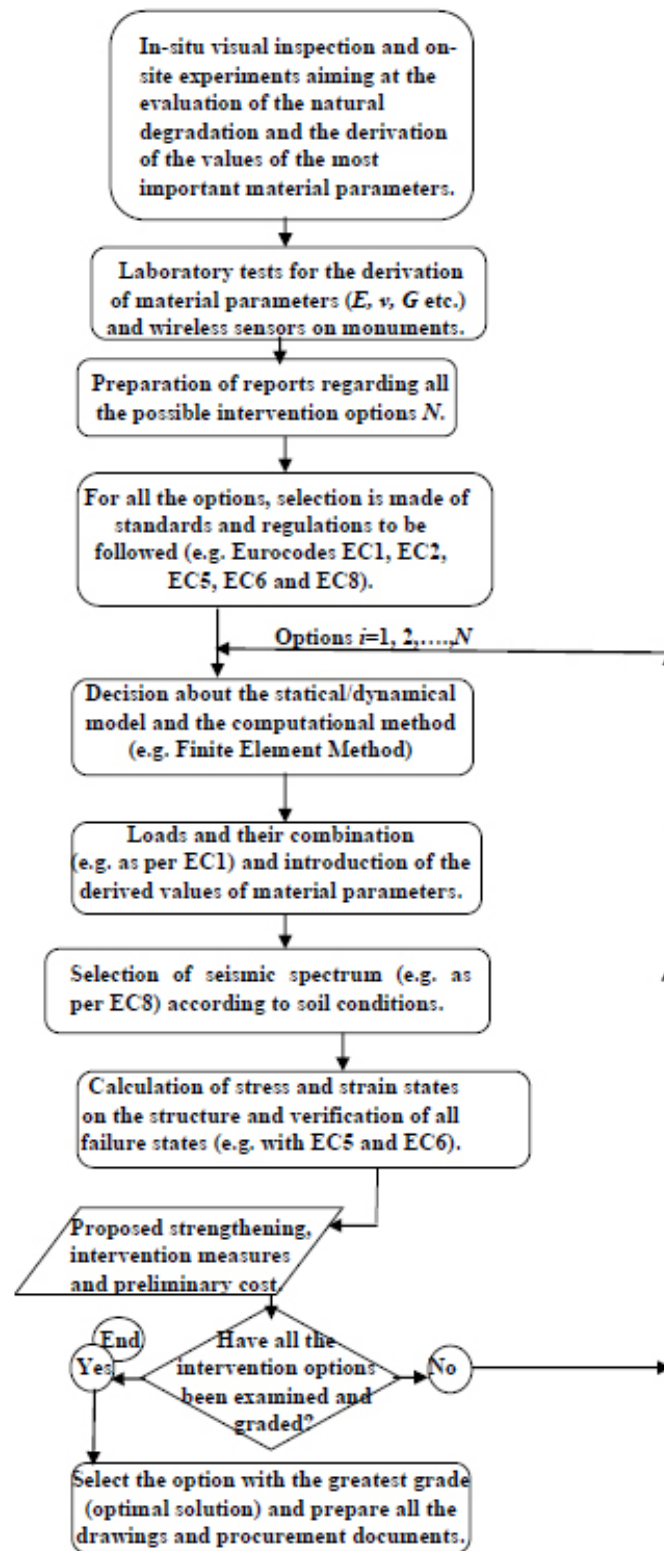 In-situ visual inspection and on-
site experiments aiming at the
evaluation of the natural
degradation and the derivation
of the values of the most
important material parameters.
Laboratory tests for the derivation
of material parameters (E, v, G etc.)
and wireless sensors on monuments.
Preparation of reports regarding all
the possible intervention options N.
For all the options, selection is made of
standards and regulations to be
followed (e.g. Eurocodes EC1, EC2,
EC5, EC6 and EC8).
Options i=1, 2,….,N
Decision about the statical/dynamical
model and the computational method
(e.g. Finite Element Method)
Loads and their combination
(e.g. as per EC1) and introduction of the
derived values of material parameters.
Selection of seismic spectrum (e.g. as
per EC8) according to soil conditions.
Calculation of stress and strain states
on the structure and verification of all
failure states (e.g. with EC5 and EC6).
Proposed strengthening,
intervention measures
and preliminary cost.
Have all the
intervention options
been examined and
graded?
End
Yes
No
Select the option with the greatest grade
(optimal solution) and prepare all the
drawings and procurement documents.